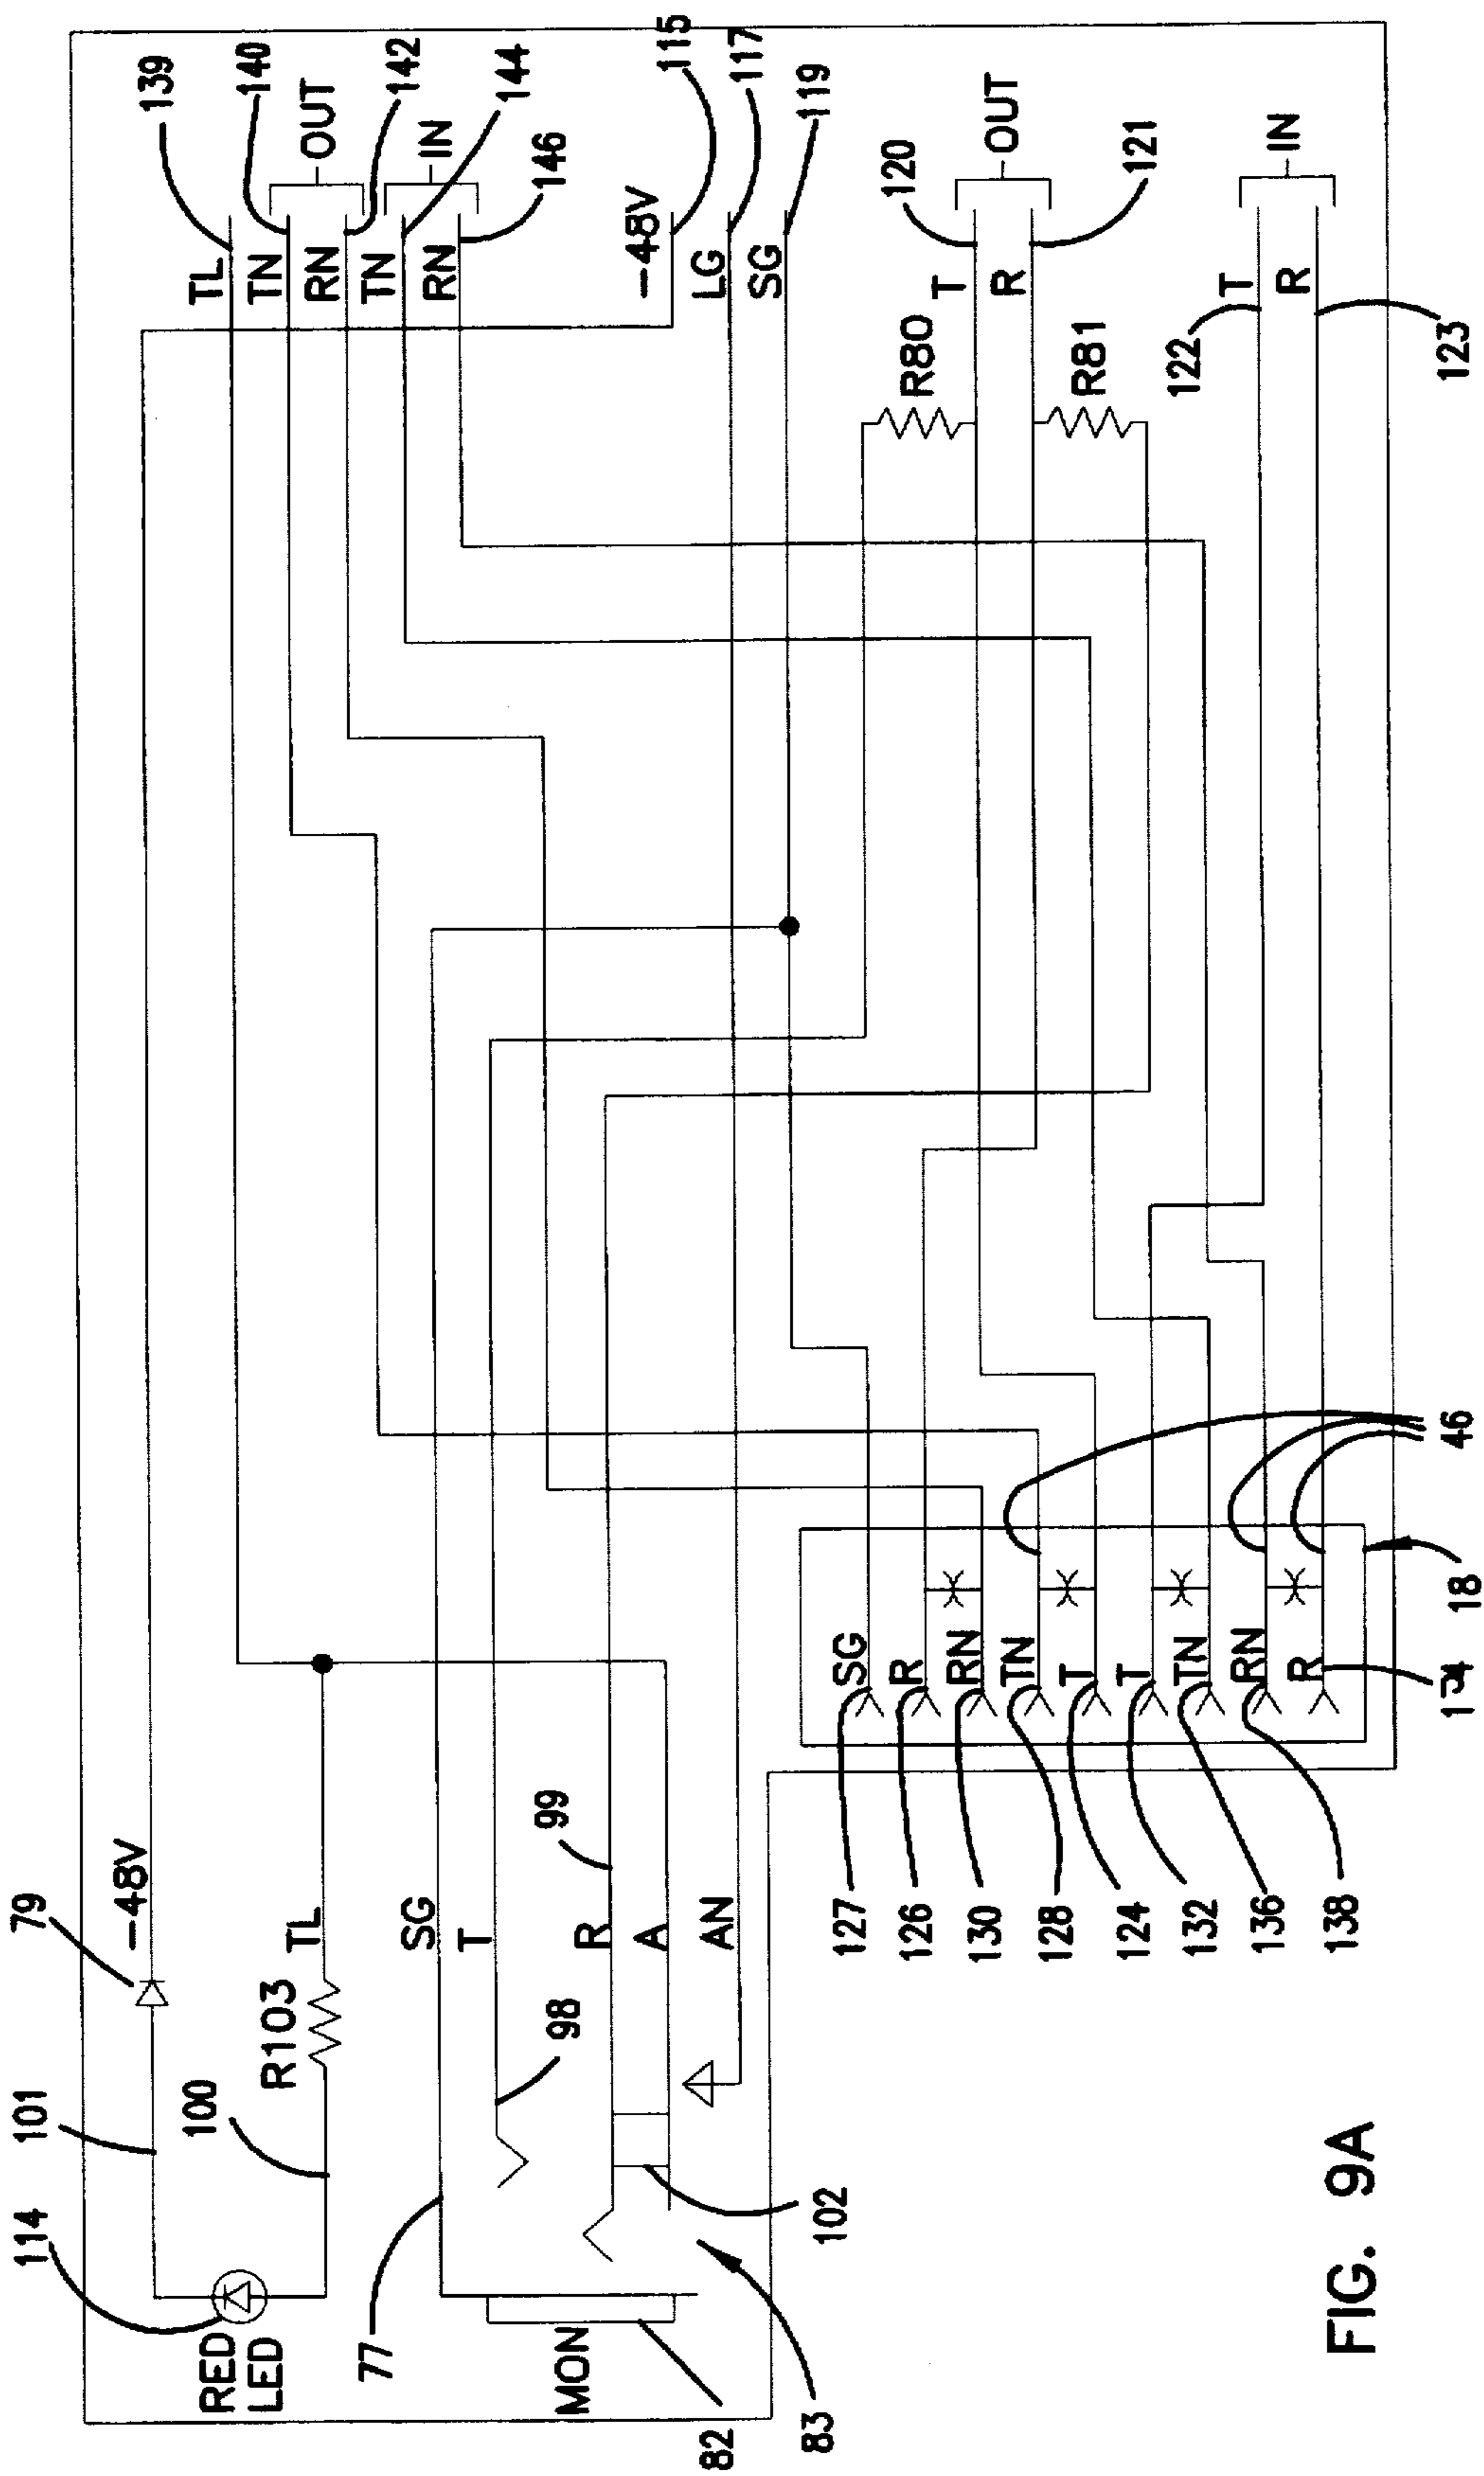 79
101
114
100
-48V
RED
LED
R103
TL
77
SG
T
R
A
AN
MON
82
83
98
99
102
139
140
142
144
146
115
117
119
TL
TN
RN
TN
RN
OUT
IN
-48V
LG
SG
120
121
T
R
OUT
R80
R81
122
123
T
R
IN
SG
R
RN
TN
T
T
TN
RN
R
127
126
130
128
124
132
136
138
134
46
18
FIG. 9A